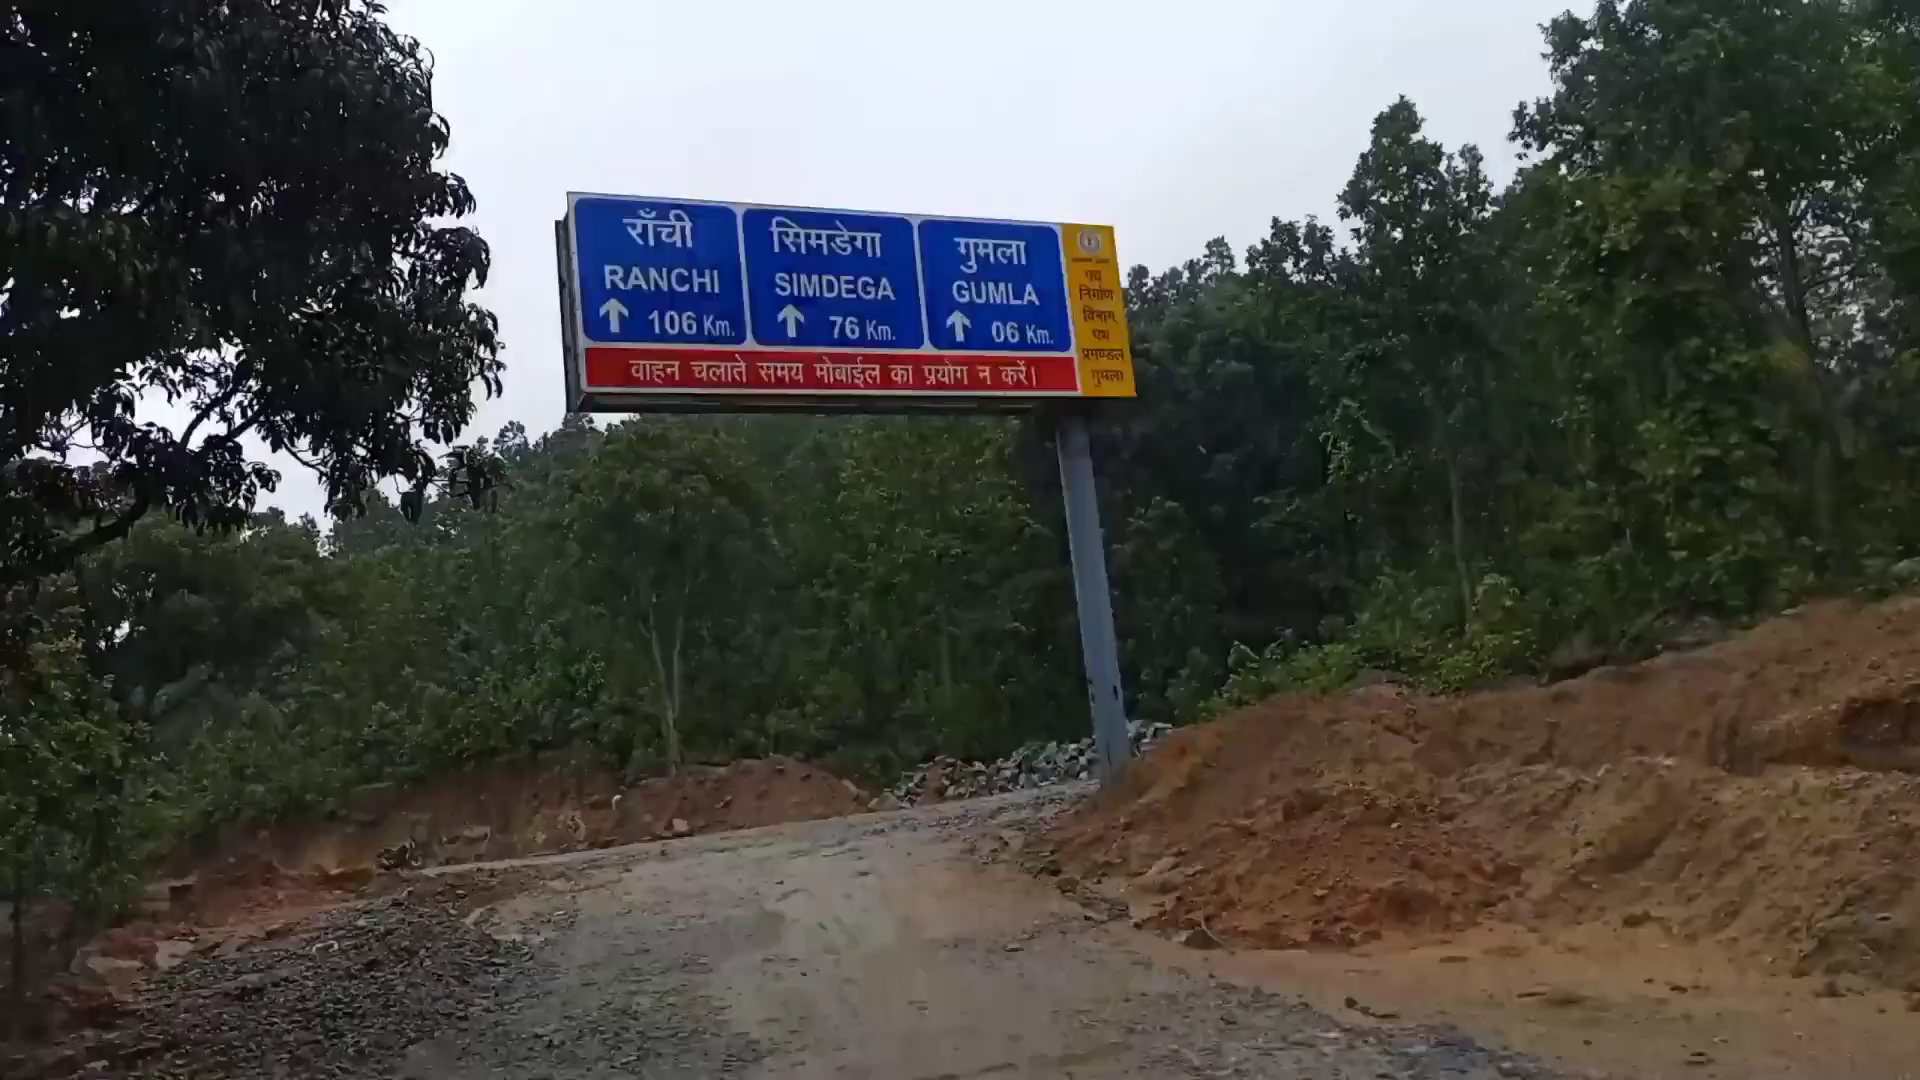 राँची
RANCHI
↑ 106 Km.
सिमडेगा
SIMDEGA
↑ 76 Km.
गुमला
GUMLA
↑ 06 Km.
वाहन चलाते समय मोबाईल का प्रयोग न करें।
पथ
निर्माण
विभाग,
पथ
प्रमण्डल
गुमला